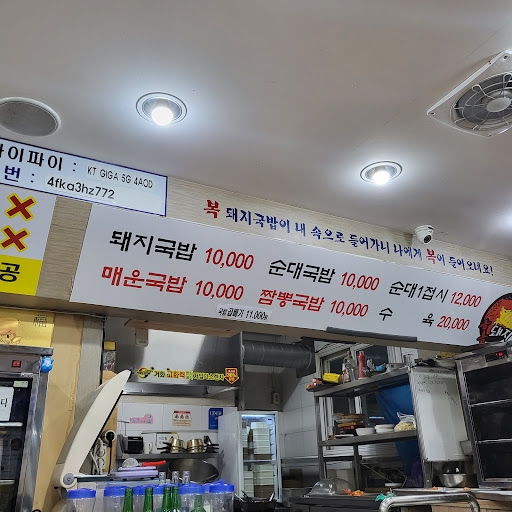 와이파이 : KT GIGA 5G 4AOD
번 : 4fka3hz772
복 돼지국밥이 내 속으로 들어가니 나에게 복이 들어오네요!
돼지국밥 10,000 순대국밥 10,000 순대1접시 12,000
매운국밥 10,000 짬뽕국밥 10,000 수 육 20,000
국밥곱빼기 11,000원
공